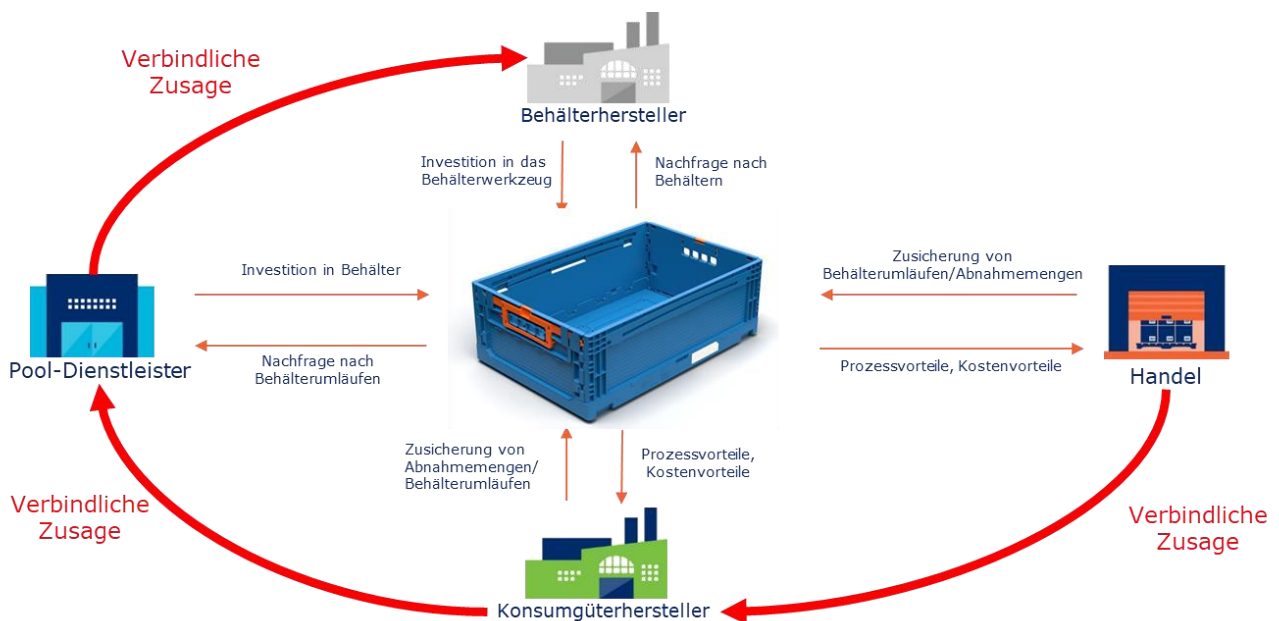 Verbindliche
Zusage
Behälterhersteller
Investition in das
Behälterwerkzeug
Nachfrage nach
Behältern
Investition in Behälter
Zusicherung von
Behälterumläufen/Abnahmemengen
Pool-Dienstleister
Nachfrage nach
Behälterumläufen
Prozessvorteile, Kostenvorteile
Handel
Zusicherung von
Abnahmemengen/
Behälterumläufen
Prozessvorteile,
Kostenvorteile
Verbindliche
Zusage
Verbindliche
Zusage
Konsumgüterhersteller